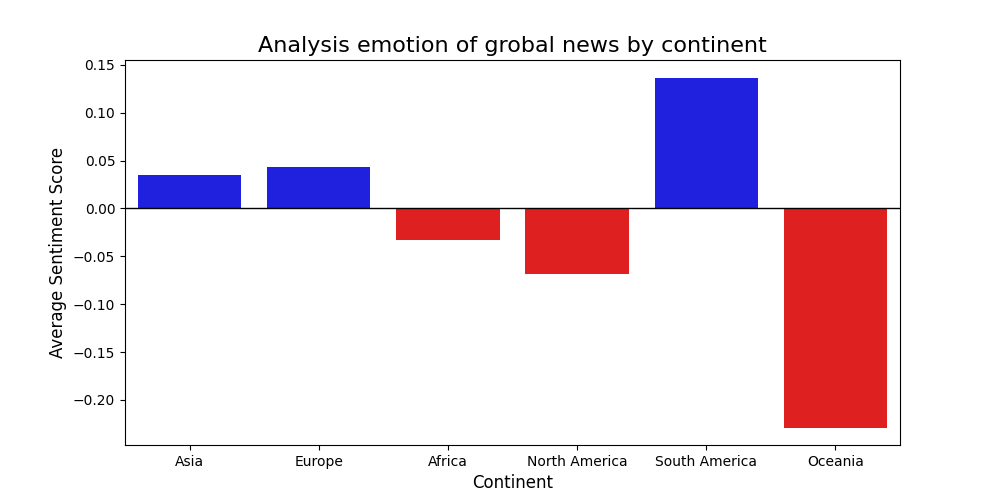 Analysis emotion of grobal news by continent
Average Sentiment Score
0.15
0.10
0.05
0.00
−0.05
−0.10
−0.15
−0.20
Asia
Europe
Africa
North America
South America
Oceania
Continent